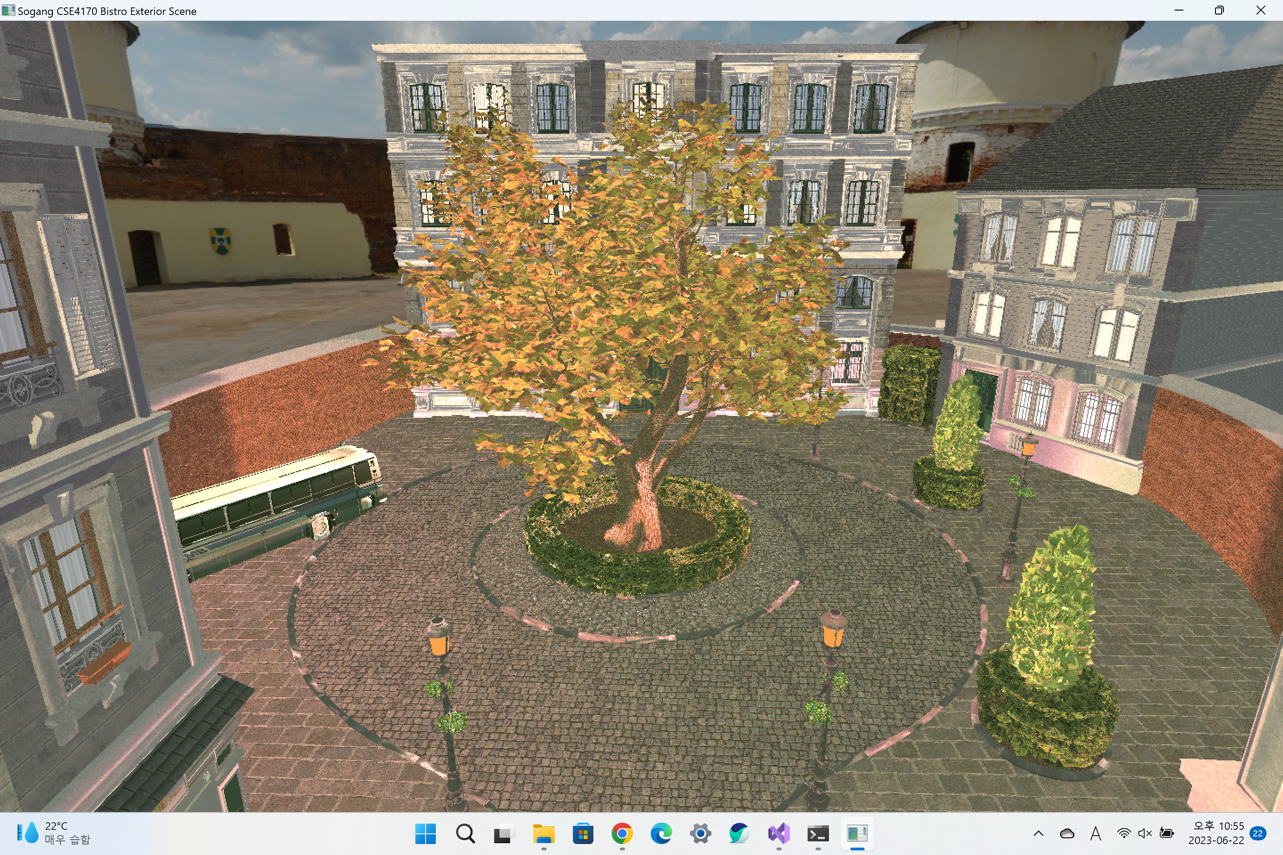 Sogang CSE4170 Bistro Exterior Scene
22°C
매우 습함
A
오후 10:55
2023-06-22
22